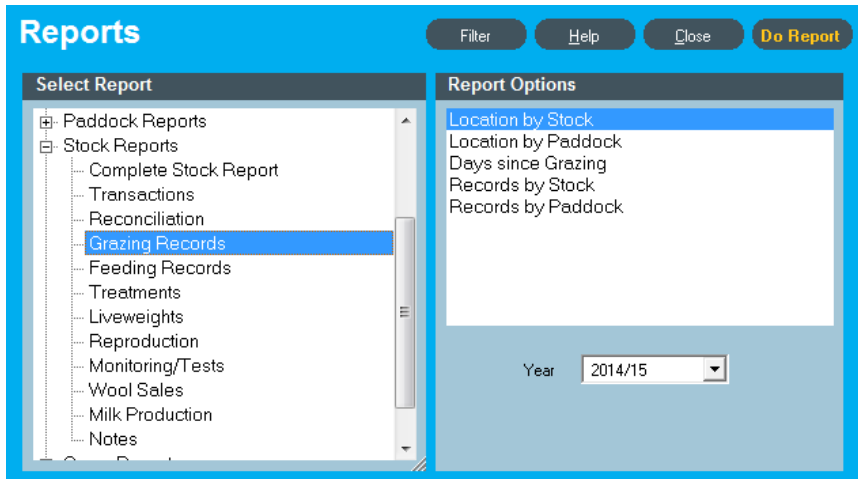 Reports
Filter
Help
Close
Do Report
Select Report
Paddock Reports
Stock Reports
Complete Stock Report
Transactions
Reconciliation
Grazing Records
Feeding Records
Treatments
Liveweights
Reproduction
Monitoring/Tests
Wool Sales
Milk Production
Notes
Report Options
Location by Stock
Location by Paddock
Days since Grazing
Records by Stock
Records by Paddock
Year
2014/15